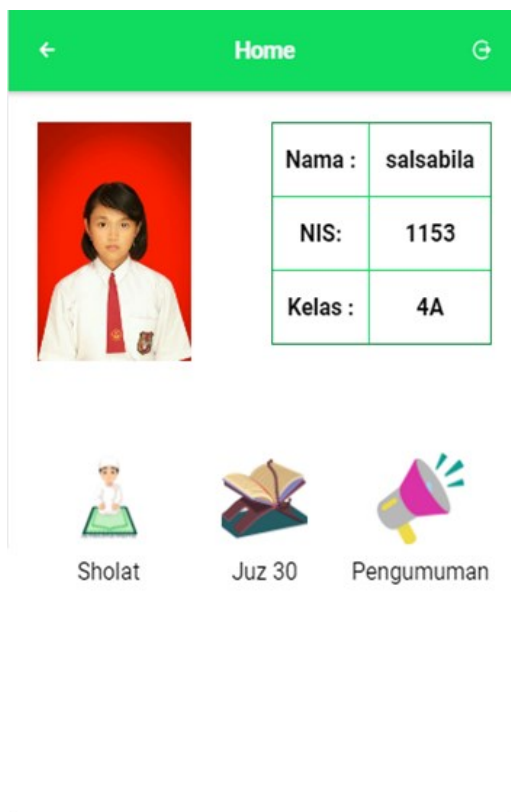 Home
Nama : salsabila
NIS: 1153
Kelas : 4A
Sholat Juz 30 Pengumuman